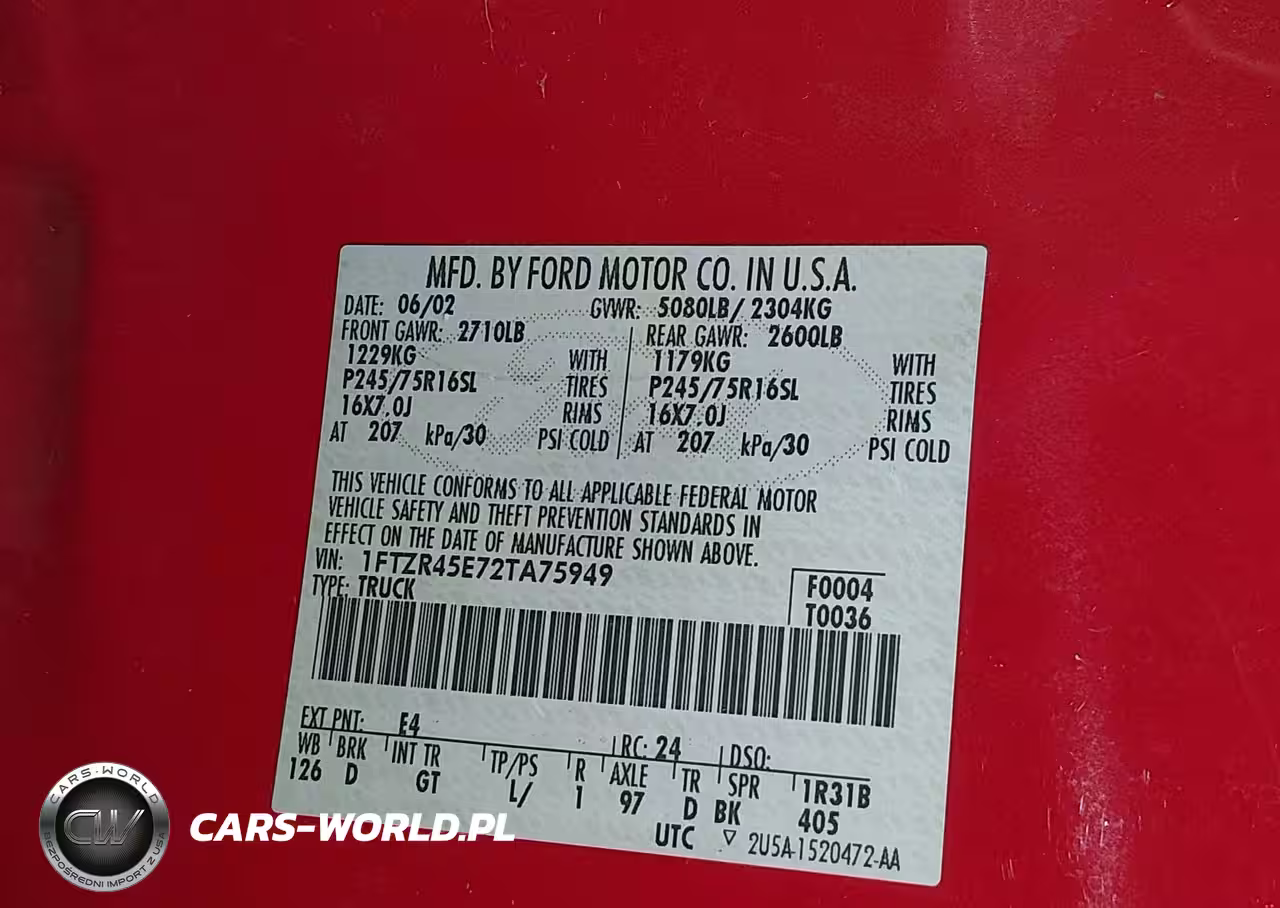 MFD. BY FORD MOTOR CO. IN U.S.A.
DATE: 06/02 GVWR: 5080LB/ 2304KG
FRONT GAWR: 2710LB REAR GAWR: 2600LB
1229KG WITH 1179KG WITH
P245/75R16SL TIRES P245/75R16SL TIRES
16X7.0J RIMS 16X7.0J RIMS
AT 207 kPa/30 PSI COLD AT 207 kPa/30 PSI COLD
THIS VEHICLE CONFORMS TO ALL APPLICABLE FEDERAL MOTOR
VEHICLE SAFETY AND THEFT PREVENTION STANDARDS IN
EFFECT ON THE DATE OF MANUFACTURE SHOWN ABOVE.
VIN: 1FTZR45E72TA75949
TYPE: TRUCK
F0004
T0036
EXT PNT: E4 RC: 24 DSO:
WB BRK INT TR TP/PS R AXLE TR SPR 1R31B
126 D GT L/ 1 97 D BK 405
UTC ▽ 2U5A-1520472-AA
CARS-WORLD
CW
BEZPOŚREDNI IMPORT Z USA
CARS-WORLD.PL